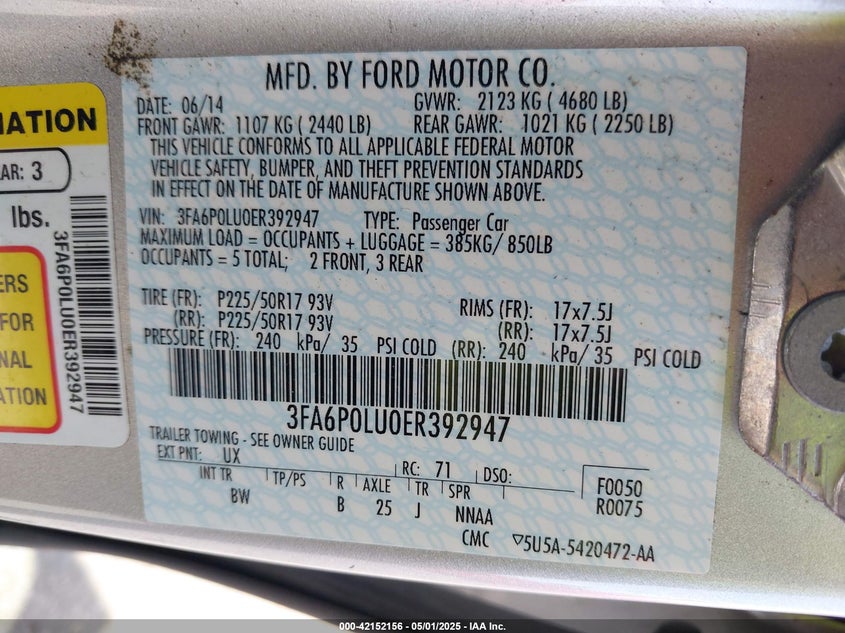 MATION
AR: 3
lbs.
3FA6P0LU0ER392947
ERS
FOR
NAL
ATION
MFD. BY FORD MOTOR CO.
DATE: 06/14 GVWR: 2123 KG ( 4680 LB)
FRONT GAWR: 1107 KG ( 2440 LB) REAR GAWR: 1021 KG ( 2250 LB)
THIS VEHICLE CONFORMS TO ALL APPLICABLE FEDERAL MOTOR
VEHICLE SAFETY, BUMPER, AND THEFT PREVENTION STANDARDS
IN EFFECT ON THE DATE OF MANUFACTURE SHOWN ABOVE.
VIN: 3FA6P0LU0ER392947 TYPE: Passenger Car
MAXIMUM LOAD = OCCUPANTS + LUGGAGE = 385KG/ 850LB
OCCUPANTS = 5 TOTAL; 2 FRONT, 3 REAR
TIRE (FR): P225/50R17 93V RIMS (FR): 17x7.5J
(RR): P225/50R17 93V (RR): 17x7.5J
PRESSURE (FR): 240 kPa/ 35 PSI COLD (RR): 240 kPa/ 35 PSI COLD
3FA6P0LU0ER392947
TRAILER TOWING - SEE OWNER GUIDE
EXT PNT: UX RC: 71 DSO: F0050
INT TR TP/PS R AXLE TR SPR R0075
BW B 25 J NNAA
CMC ▽5U5A-5420472-AA
000-42152156 - 05/01/2025 - IAA Inc.